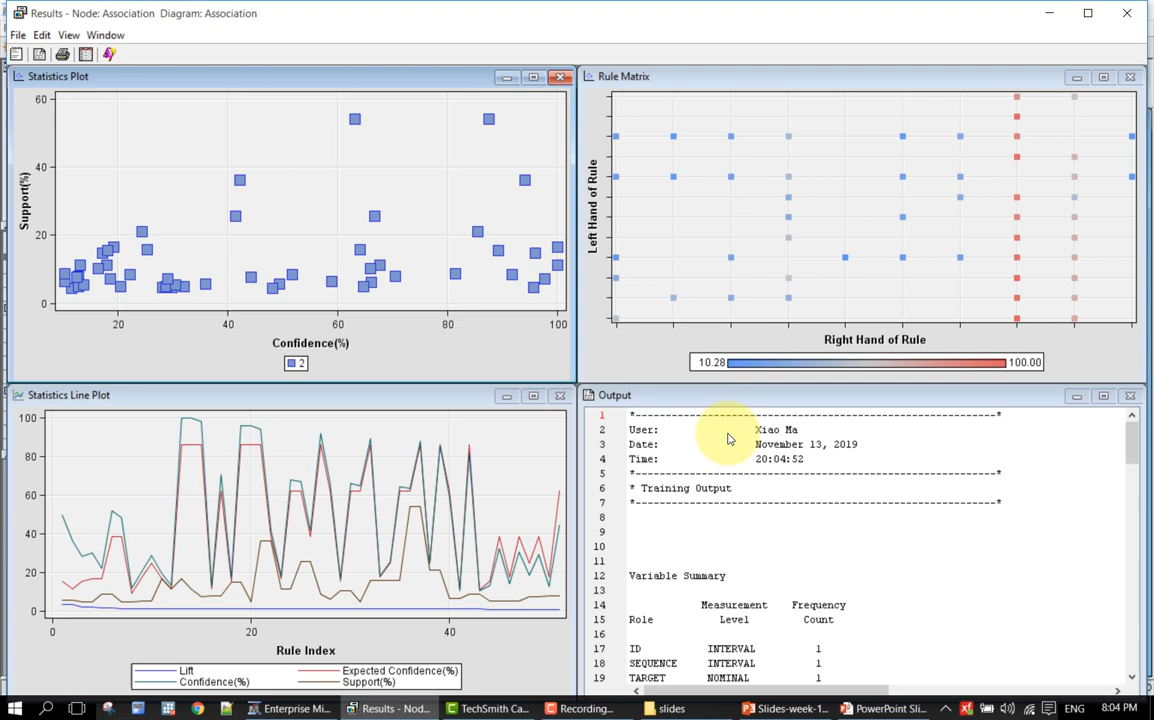 Results - Node: Association  Diagram: Association
File Edit View Window
Statistics Plot
60
40
20
0
Support(%)
20 40 60 80 100
Confidence(%)
2
Rule Matrix
Left Hand of Rule
Right Hand of Rule
10.28 100.00
Statistics Line Plot
100
80
60
40
20
0
0 20 40
Rule Index
Lift Expected Confidence(%)
Confidence(%) Support(%)
Output
1 *------------------------------------------------------------*
2 User: Xiao Ma
3 Date: November 13, 2019
4 Time: 20:04:52
5 *------------------------------------------------------------*
6 * Training Output
7 *------------------------------------------------------------*
8
9
10
11
12 Variable Summary
13
14 Measurement Frequency
15 Role Level Count
16
17 ID INTERVAL 1
18 SEQUENCE INTERVAL 1
19 TARGET NOMINAL 1
Enterprise Mi... Results - Nod... TechSmith Ca... Recording... slides Slides-week-1... PowerPoint Sli... ENG 8:04 PM